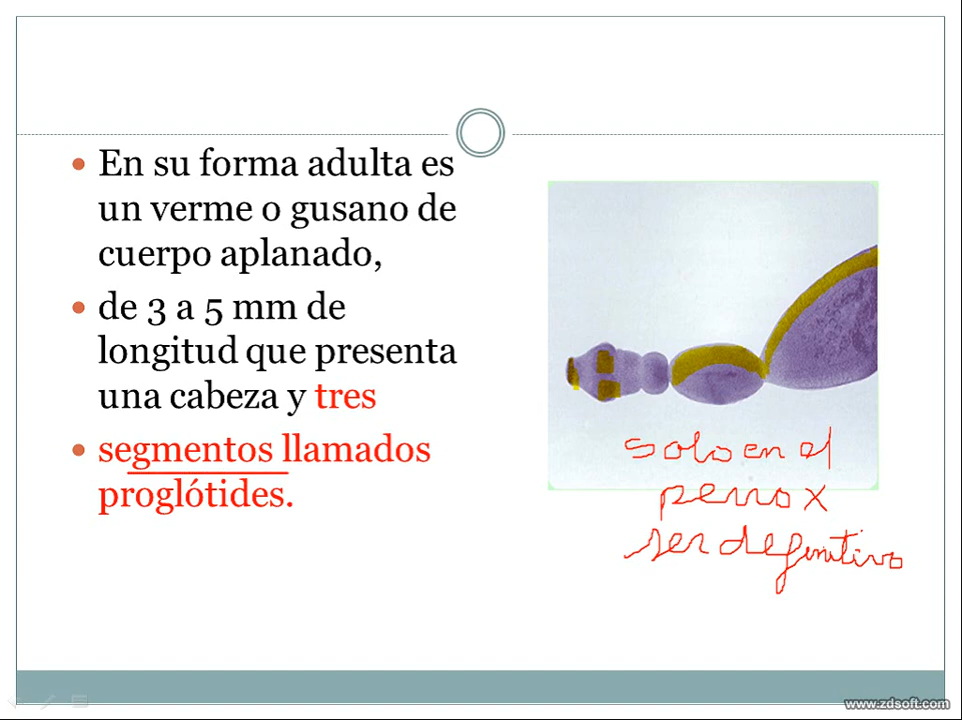 En su forma adulta es
un verme o gusano de
cuerpo aplanado,
de 3 a 5 mm de
longitud que presenta
una cabeza y tres
segmentos llamados
proglótides.
solo en el
perro x
ser definitivo
www.zdsoft.com